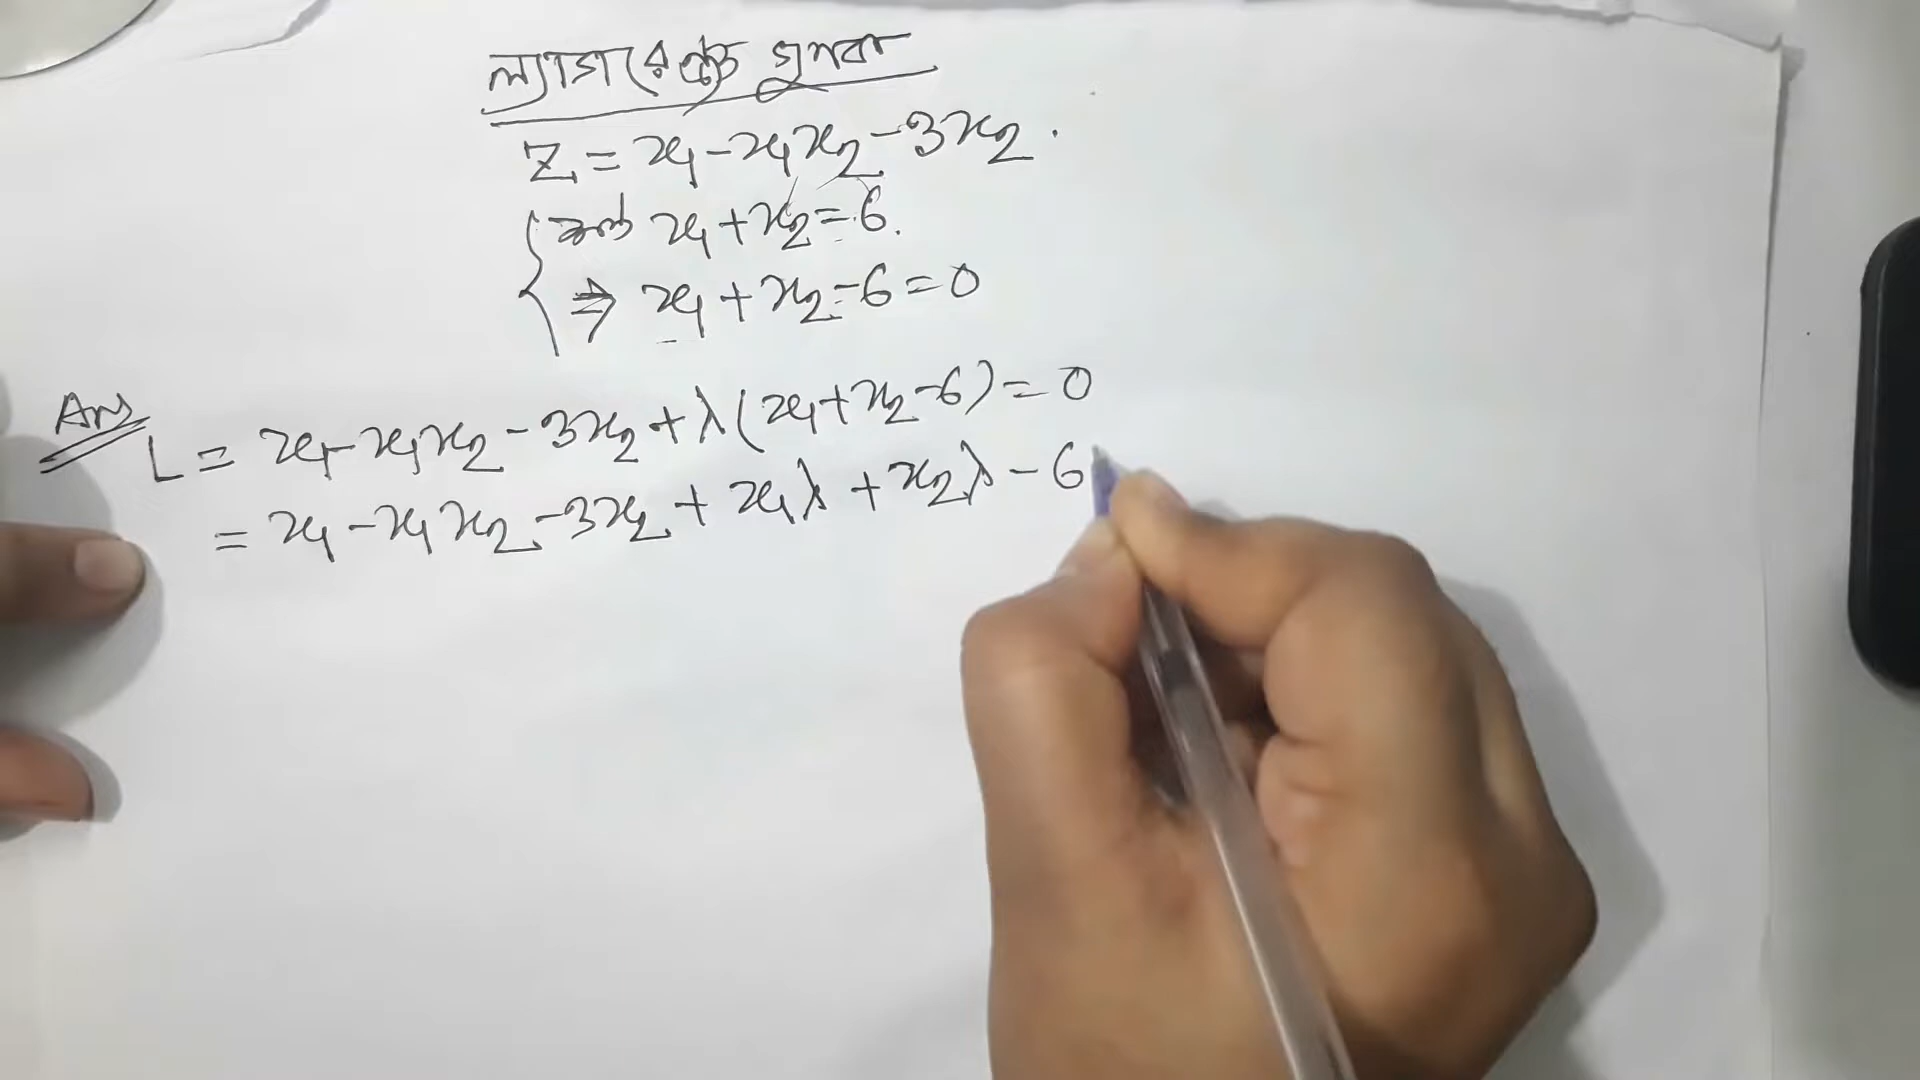 ল্যাগরেঞ্জ গুণক
Z = x₁ - x₁x₂ - 3x₂ .
x₁ + x₂ = 6.
⇒ x₁ + x₂ - 6 = 0
Ans
L = x₁ - x₁x₂ - 3x₂ + λ(x₁ + x₂ - 6) = 0
= x₁ - x₁x₂ - 3x₂ + x₁λ + x₂λ - 6